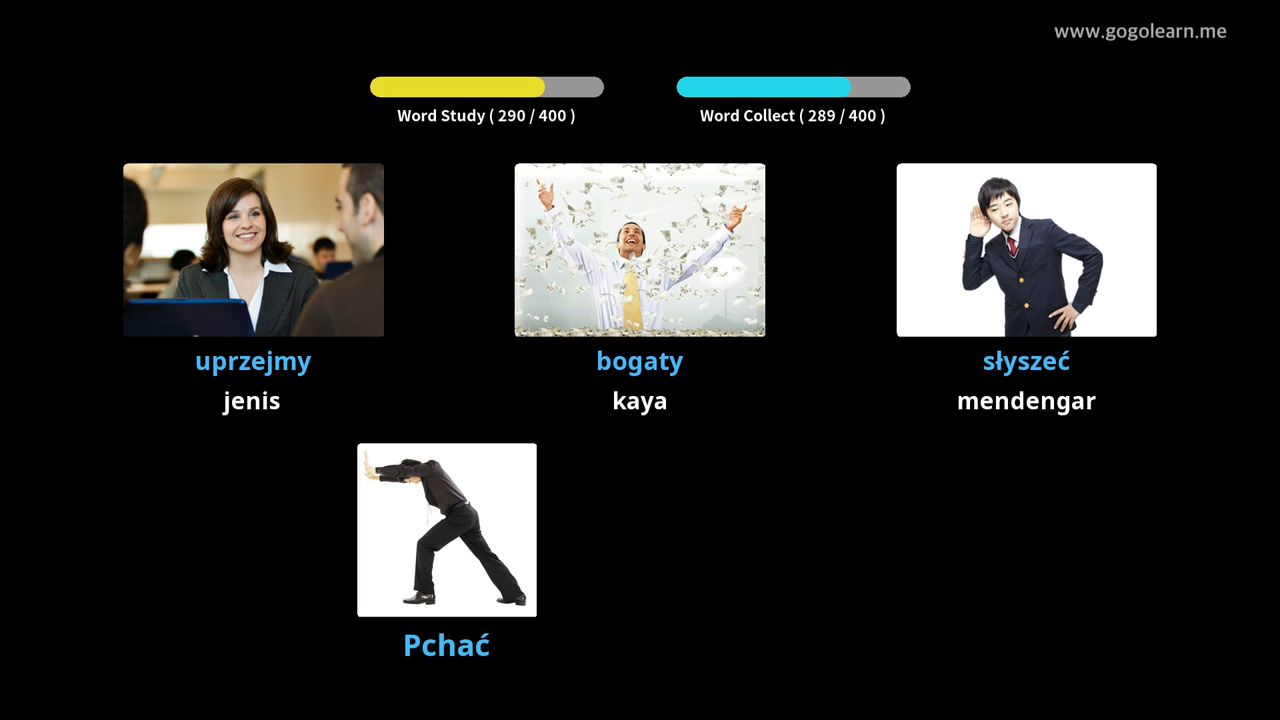 www.gogolearn.me
Word Study ( 290 / 400 )
Word Collect ( 289 / 400 )
uprzejmy
bogaty
słyszeć
jenis
kaya
mendengar
Pchać